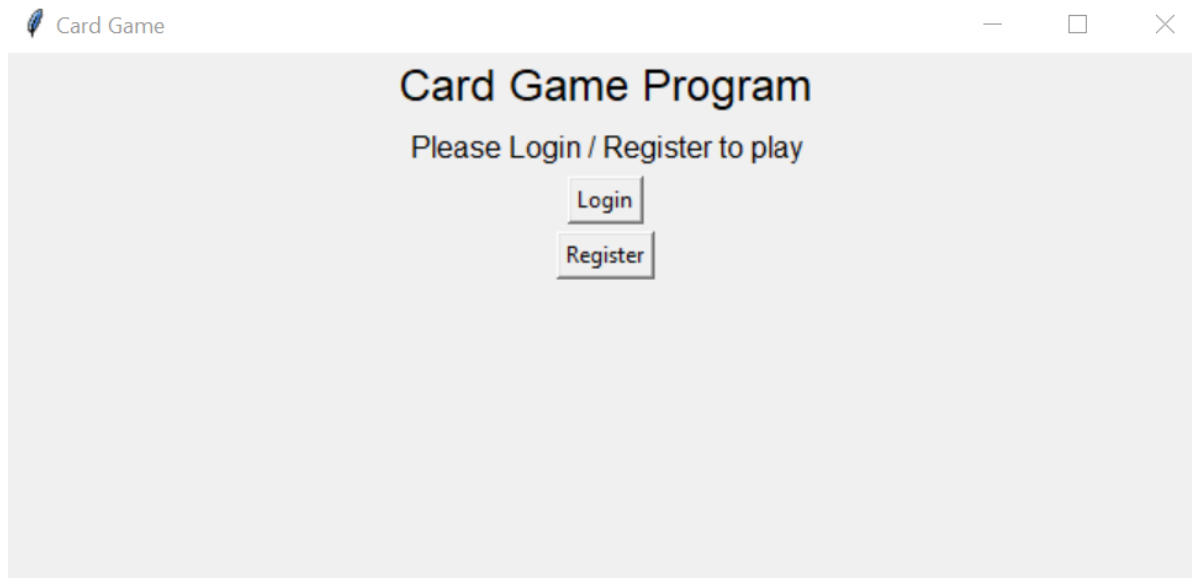 Card Game
Card Game Program
Please Login / Register to play
Login
Register